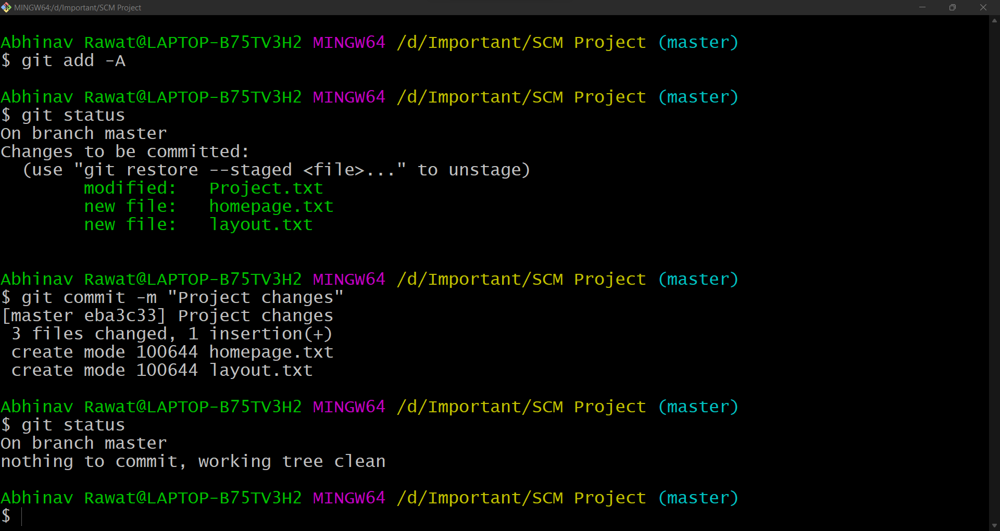 MINGW64:/d/Important/SCM Project
Abhinav Rawat@LAPTOP-B75TV3H2 MINGW64 /d/Important/SCM Project (master)
$ git add -A
Abhinav Rawat@LAPTOP-B75TV3H2 MINGW64 /d/Important/SCM Project (master)
$ git status
On branch master
Changes to be committed:
  (use "git restore --staged <file>..." to unstage)
        modified:   Project.txt
        new file:   homepage.txt
        new file:   layout.txt
Abhinav Rawat@LAPTOP-B75TV3H2 MINGW64 /d/Important/SCM Project (master)
$ git commit -m "Project changes"
[master eba3c33] Project changes
 3 files changed, 1 insertion(+)
 create mode 100644 homepage.txt
 create mode 100644 layout.txt
Abhinav Rawat@LAPTOP-B75TV3H2 MINGW64 /d/Important/SCM Project (master)
$ git status
On branch master
nothing to commit, working tree clean
Abhinav Rawat@LAPTOP-B75TV3H2 MINGW64 /d/Important/SCM Project (master)
$